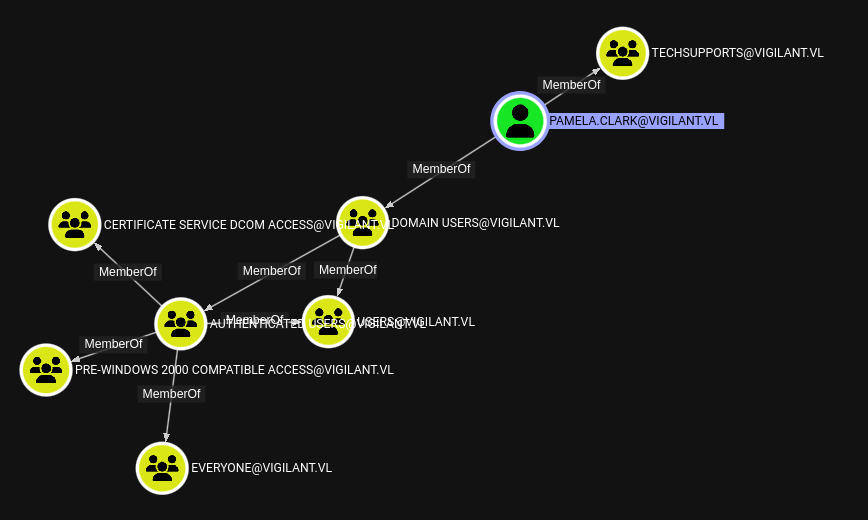 TECHSUPPORTS@VIGILANT.VL
MemberOf
PAMELA.CLARK@VIGILANT.VL
MemberOf
CERTIFICATE SERVICE DCOM ACCESS@VIGILANT.VL
DOMAIN USERS@VIGILANT.VL
MemberOf
MemberOf
MemberOf
MemberOf
AUTHENTICATED USERS@VIGILANT.VL
USERS@VIGILANT.VL
MemberOf
PRE-WINDOWS 2000 COMPATIBLE ACCESS@VIGILANT.VL
MemberOf
EVERYONE@VIGILANT.VL